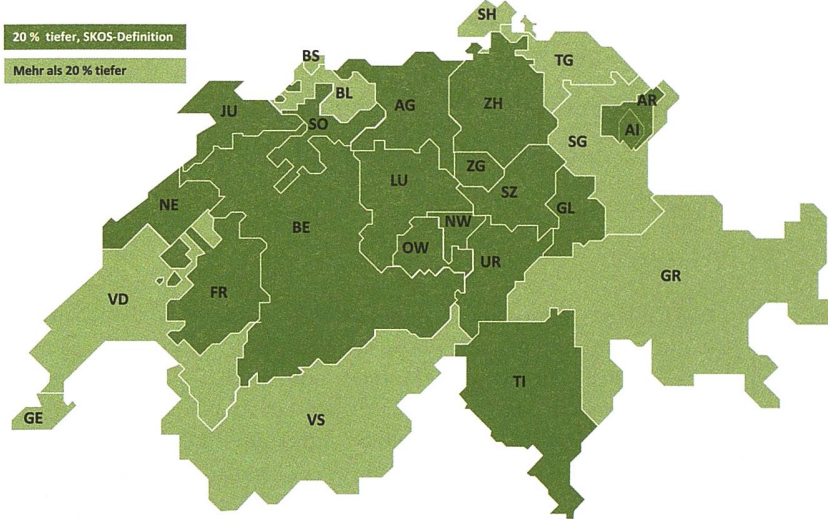 20 % tiefer, SKOS-Definition
Mehr als 20 % tiefer
SH
BS
TG
BL
AR
JU
AG
ZH
SO
AI
SG
ZG
LU
SZ
NE
GL
NW
BE
OW
UR
GR
FR
VD
TI
GE
VS